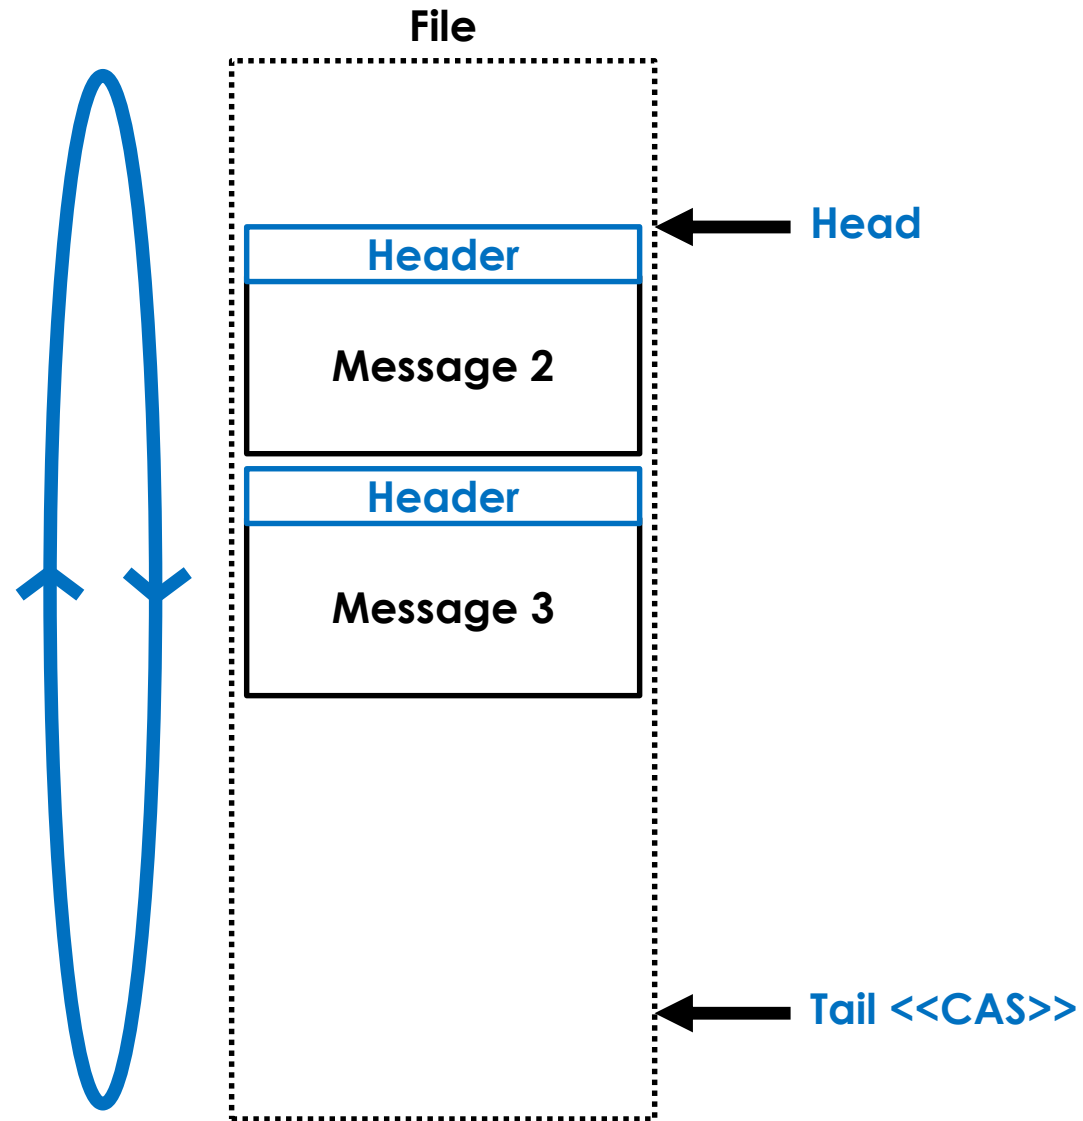 File
Head
Header
Message 2
Header
Message 3
Tail <<CAS>>